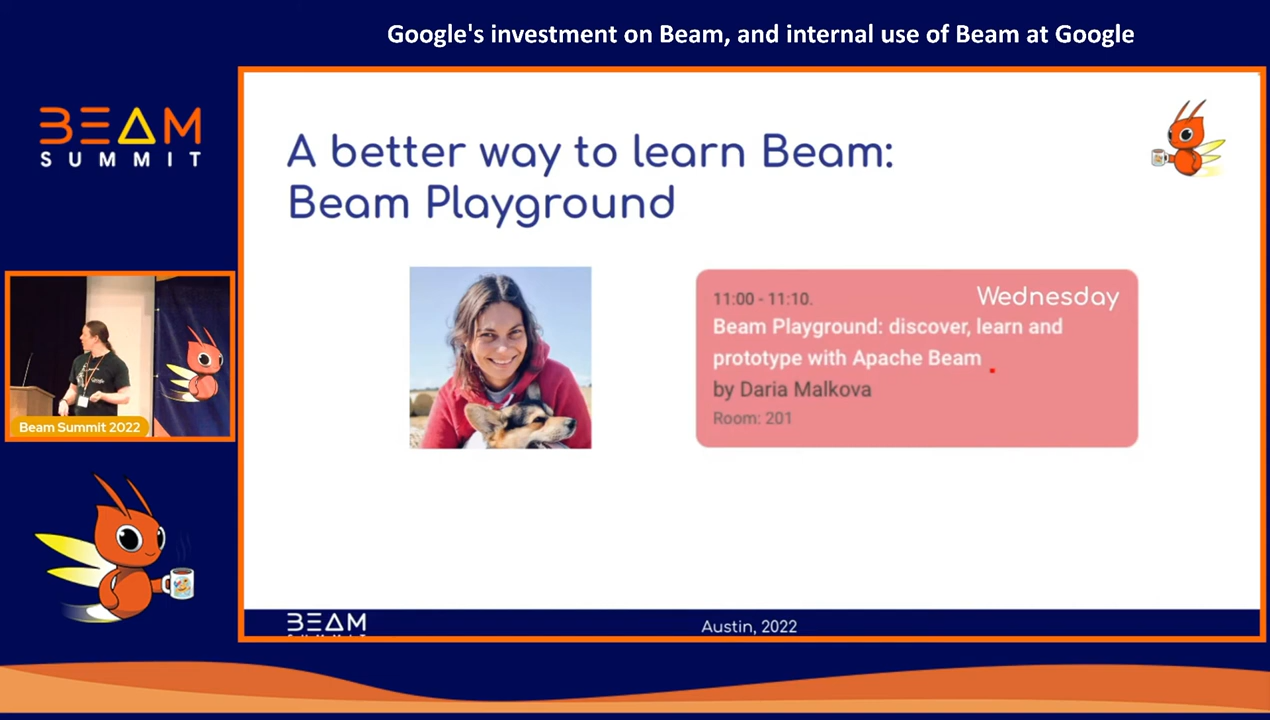 Google's investment on Beam, and internal use of Beam at Google
BEAM
SUMMIT
A better way to learn Beam:
Beam Playground
11:00 - 11:10.
Wednesday
Beam Playground: discover, learn and
prototype with Apache Beam
by Daria Malkova
Room: 201
Beam Summit 2022
BEAM
Austin, 2022